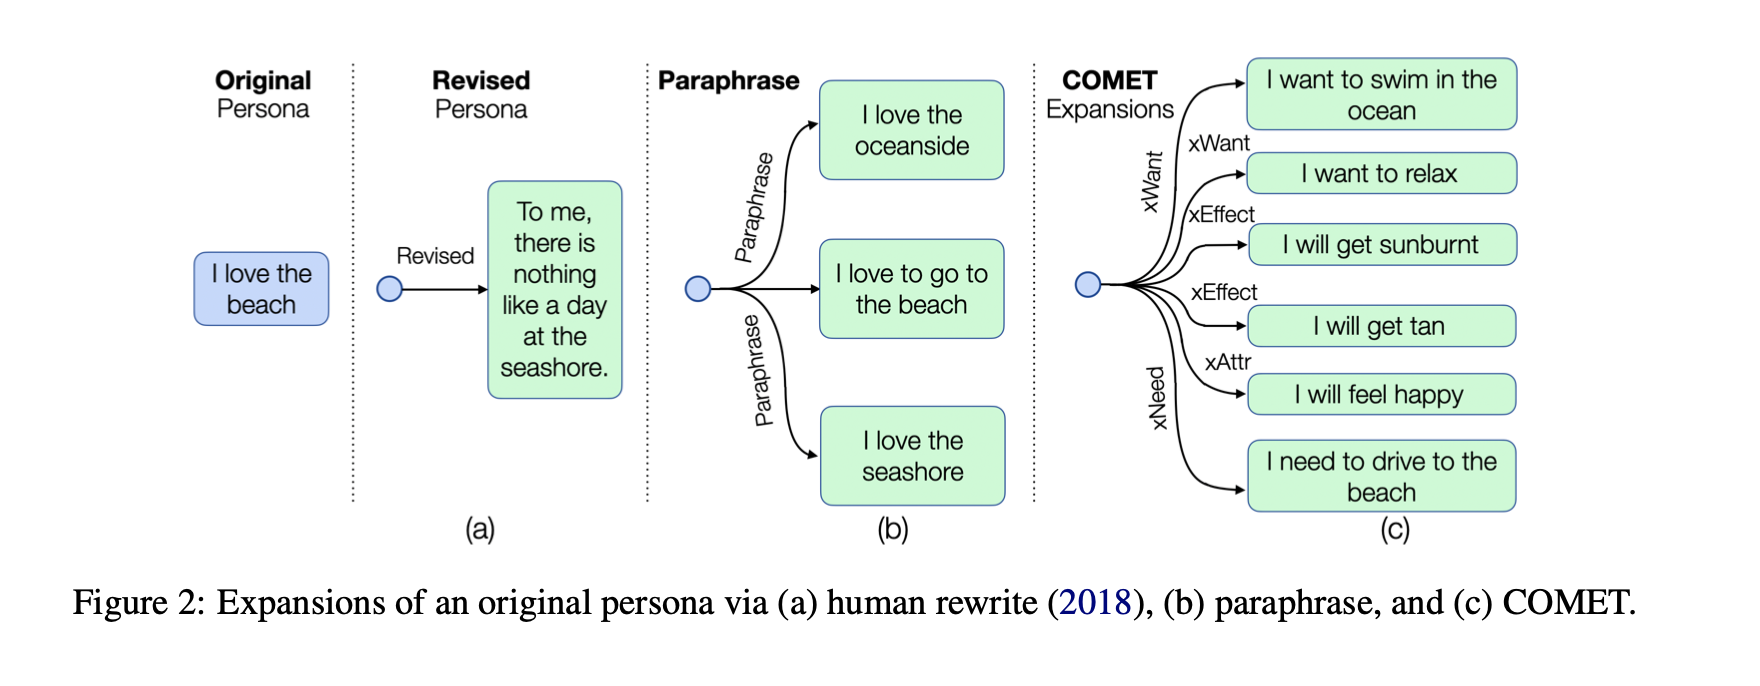 Original
Persona
I love the
beach
Revised
Persona
Revised
To me,
there is
nothing
like a day
at the
seashore.
(a)
Paraphrase
Paraphrase
Paraphrase
I love the
oceanside
I love to go to
the beach
I love the
seashore
(b)
COMET
Expansions
xWant
I want to swim in the
ocean
xWant
I want to relax
xEffect
I will get sunburnt
xEffect
I will get tan
xAttr
I will feel happy
xNeed
I need to drive to the
beach
(c)
Figure 2: Expansions of an original persona via (a) human rewrite (2018), (b) paraphrase, and (c) COMET.